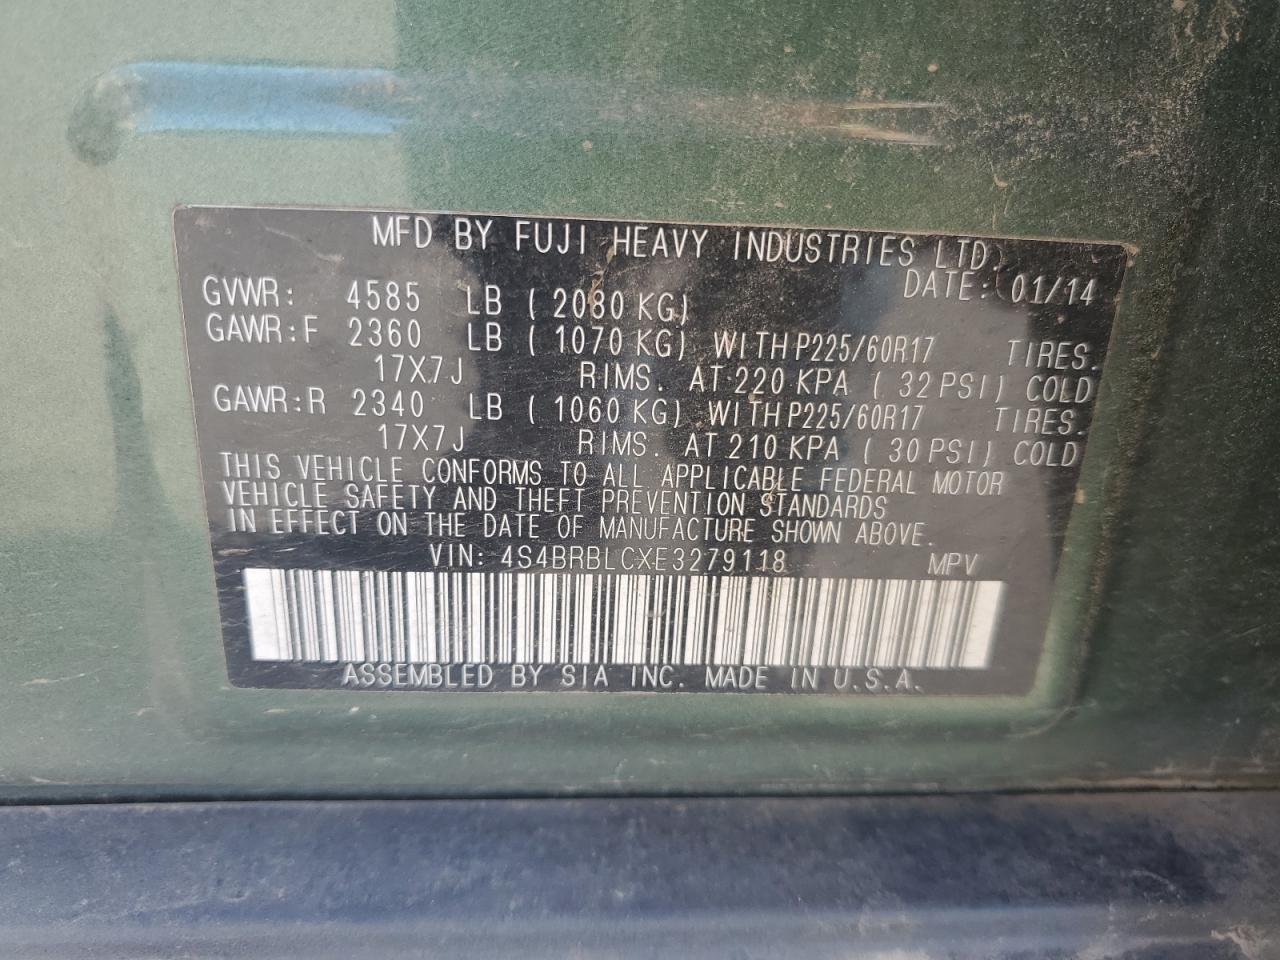 MFD BY FUJI HEAVY INDUSTRIES LTD.
DATE: 01/14
GVWR: 4585 LB ( 2080 KG)
GAWR:F 2360 LB ( 1070 KG) WITH P225/60R17 TIRES.
17X7J RIMS. AT 220 KPA ( 32 PSI) COLD
GAWR:R 2340 LB ( 1060 KG) WITH P225/60R17 TIRES.
17X7J RIMS. AT 210 KPA ( 30 PSI) COLD
THIS VEHICLE CONFORMS TO ALL APPLICABLE FEDERAL MOTOR
VEHICLE SAFETY AND THEFT PREVENTION STANDARDS
IN EFFECT ON THE DATE OF MANUFACTURE SHOWN ABOVE.
VIN: 4S4BRBLCXE3279118 MPV
ASSEMBLED BY SIA INC. MADE IN U.S.A.